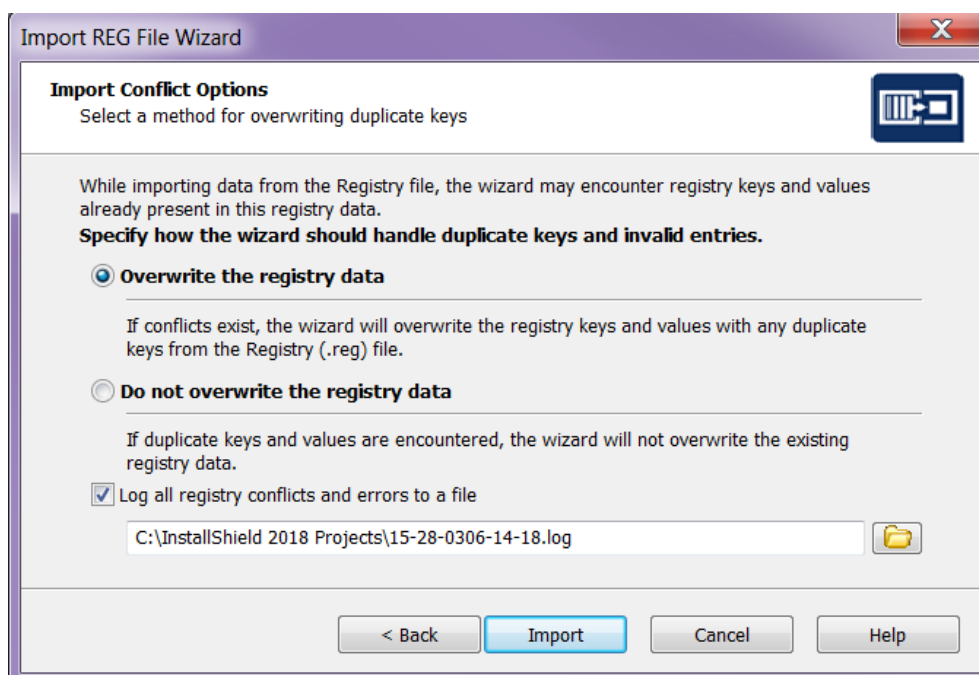 Import REG File Wizard
Import Conflict Options
Select a method for overwriting duplicate keys
While importing data from the Registry file, the wizard may encounter registry keys and values
already present in this registry data.
Specify how the wizard should handle duplicate keys and invalid entries.
Overwrite the registry data
If conflicts exist, the wizard will overwrite the registry keys and values with any duplicate
keys from the Registry (.reg) file.
Do not overwrite the registry data
If duplicate keys and values are encountered, the wizard will not overwrite the existing
registry data.
Log all registry conflicts and errors to a file
C:\InstallShield 2018 Projects\15-28-0306-14-18.log
< Back
Import
Cancel
Help